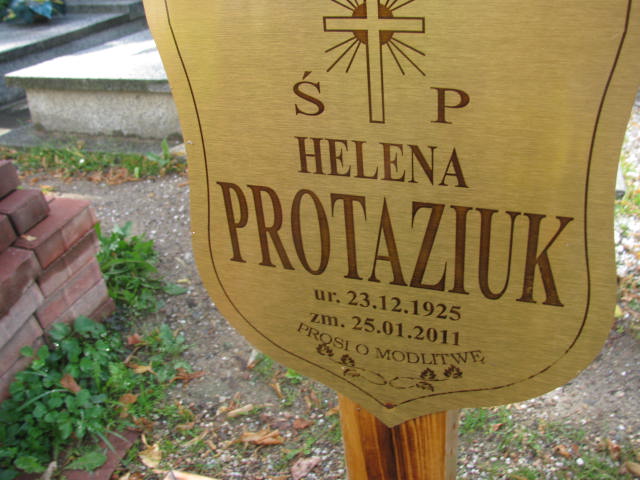 Ś P
HELENA
PROTAZIUK
ur. 23.12.1925
zm. 25.01.2011
PROSI O MODLITWĘ